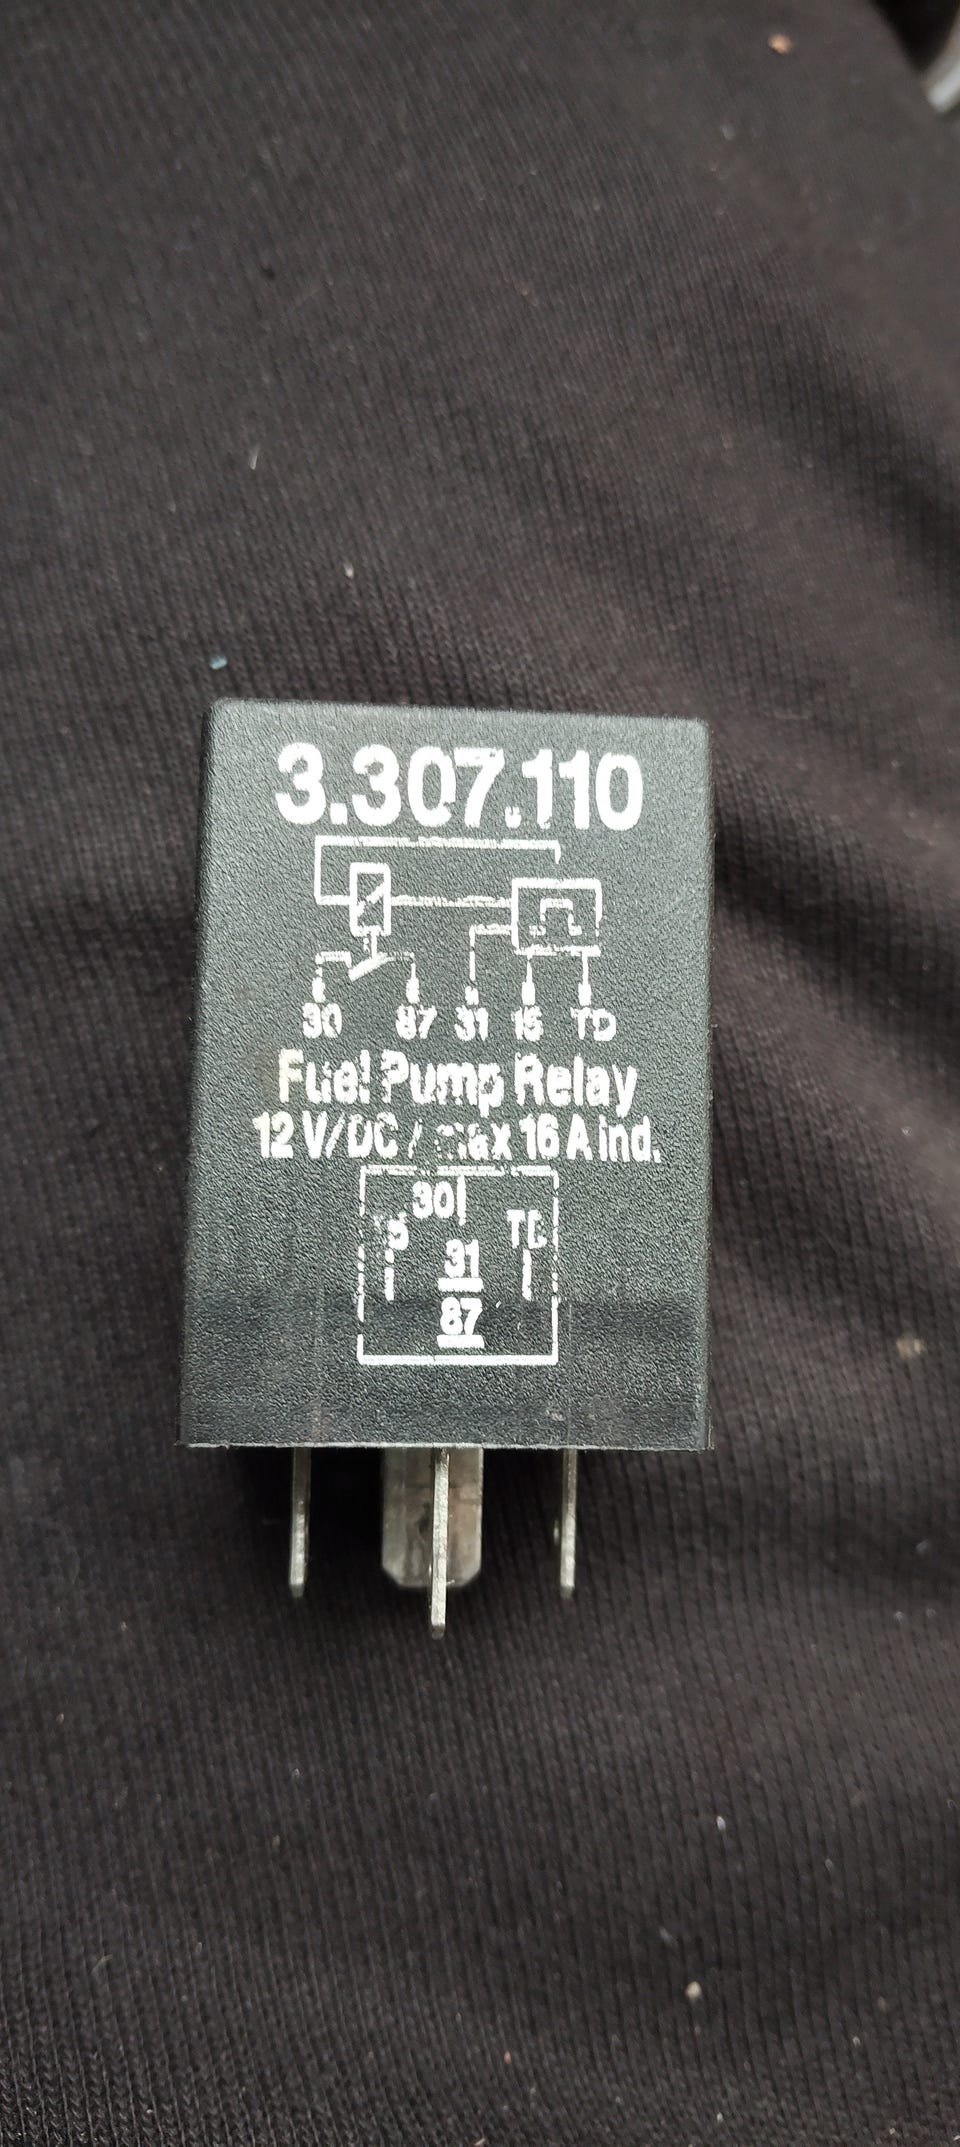 3.307.110
30 87 31 15 TD
Fuel Pump Relay
12 V/DC / max 16 A ind.
30
15 TD
31
87